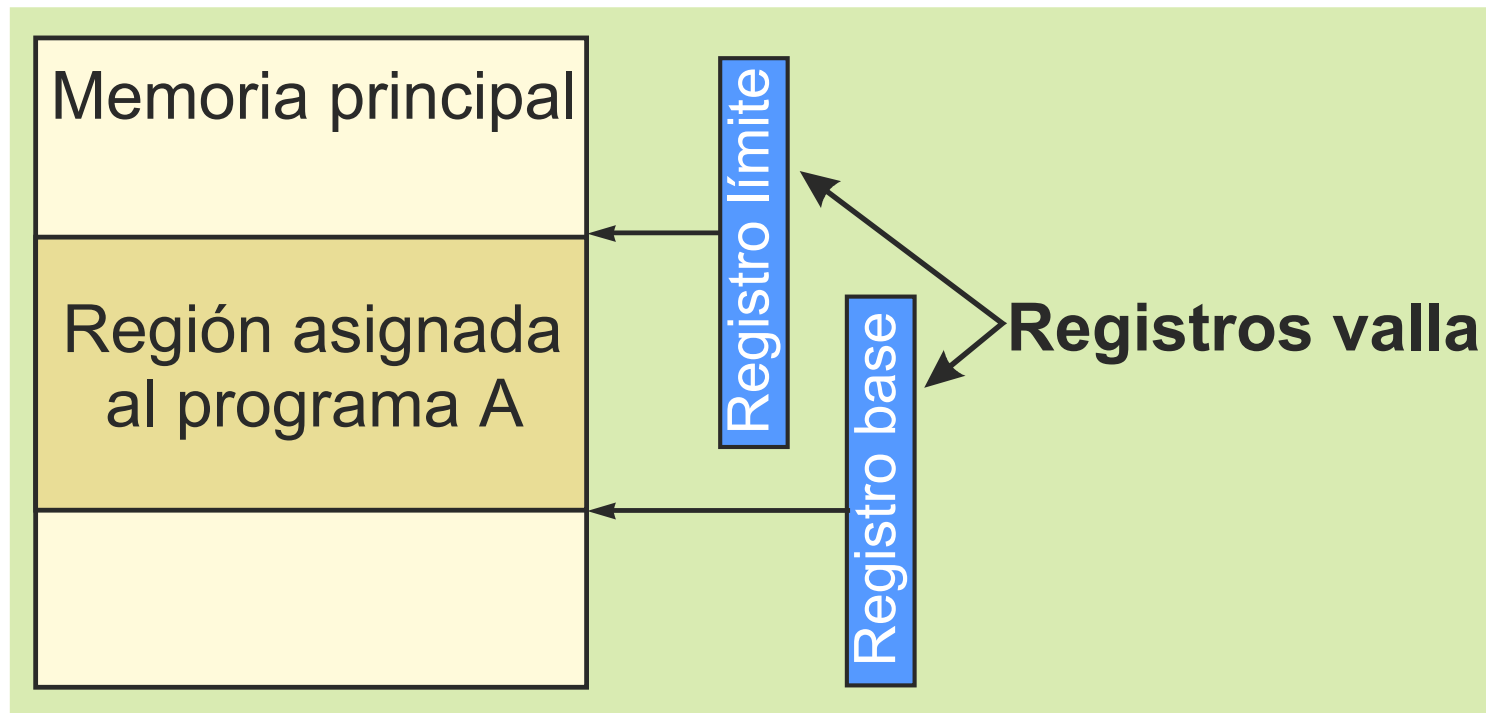 Memoria principal
Región asignada
al programa A
Registro límite
Registro base
Registros valla